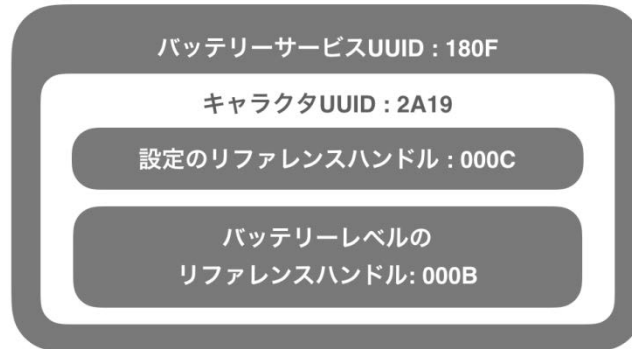 バッテリーサービスUUID : 180F
キャラクタUUID : 2A19
設定のリファレンスハンドル : 000C
バッテリーレベルの
リファレンスハンドル: 000B